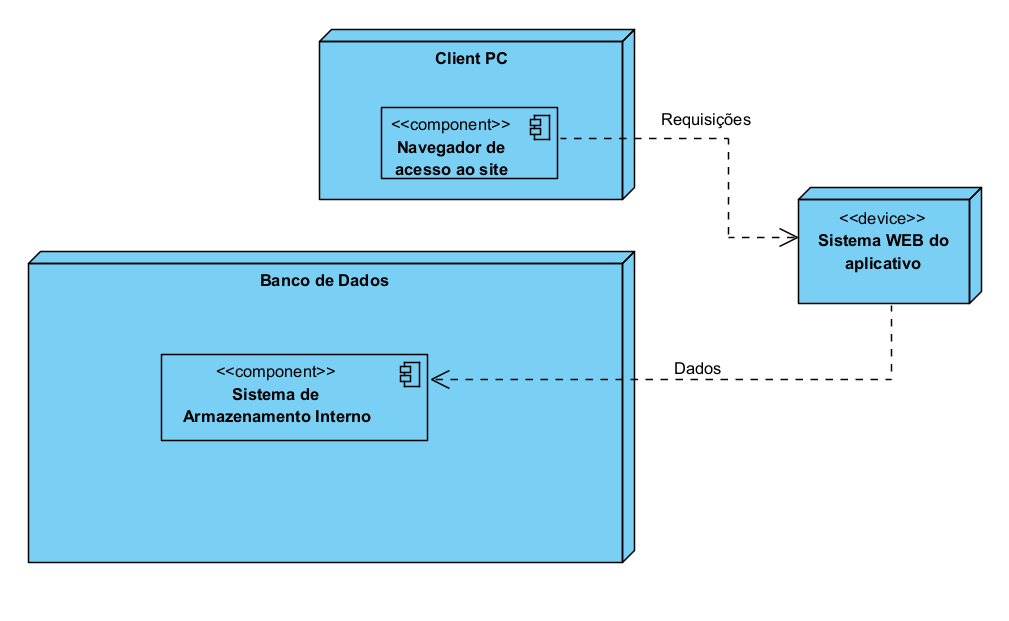 Client PC
<<component>>
Navegador de
acesso ao site
Requisições
<<device>>
Sistema WEB do
aplicativo
Banco de Dados
<<component>>
Sistema de
Armazenamento Interno
Dados